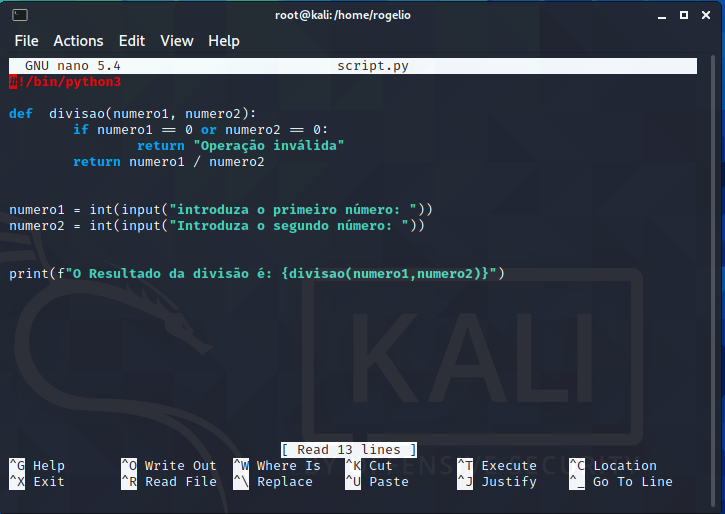 root@kali: /home/rogelio
File Actions Edit View Help
GNU nano 5.4 script.py
#!/bin/python3
def divisao(numero1, numero2):
if numero1 == 0 or numero2 == 0:
return "Operação inválida"
return numero1 / numero2
numero1 = int(input("introduza o primeiro número: "))
numero2 = int(input("Introduza o segundo número: "))
print(f"O Resultado da divisão é: {divisao(numero1,numero2)}")
KALI
[ Read 13 lines ]
BY OFFENSIVE SECURITY
^G Help ^O Write Out ^W Where Is ^K Cut ^T Execute ^C Location
^X Exit ^R Read File ^\ Replace ^U Paste ^J Justify ^_ Go To Line